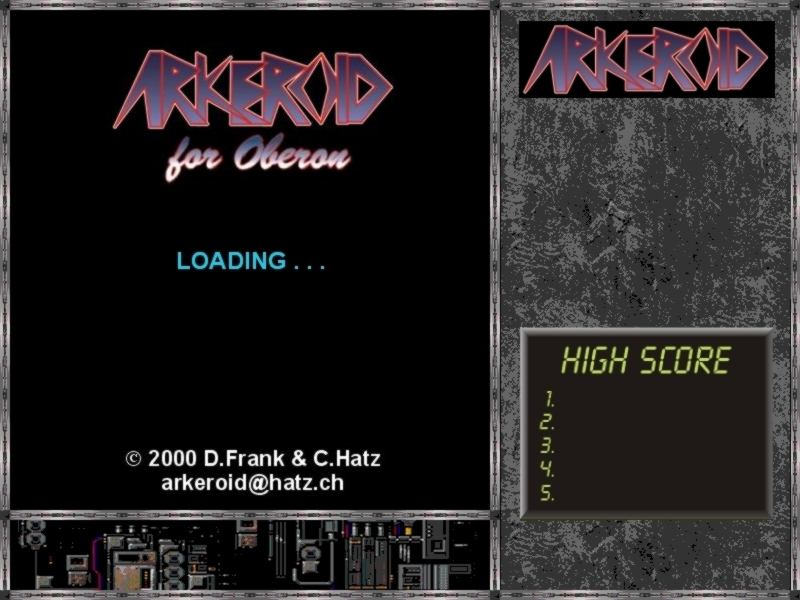 ARKEROID
for Oberon
LOADING . . .
© 2000 D.Frank & C.Hatz
arkeroid@hatz.ch
ARKEROID
HIGH SCORE
1.
2.
3.
4.
5.